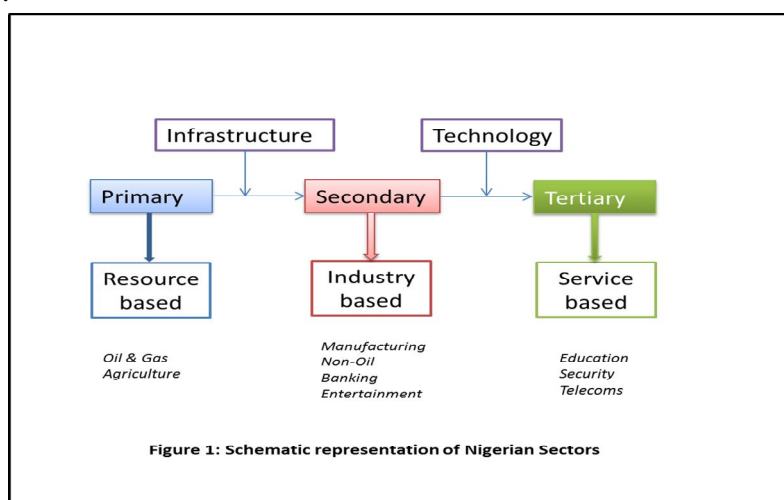 Infrastructure
Technology
Primary
Secondary
Tertiary
Resource
based
Industry
based
Service
based
Oil & Gas
Agriculture
Manufacturing
Non-Oil
Banking
Entertainment
Education
Security
Telecoms
Figure 1: Schematic representation of Nigerian Sectors